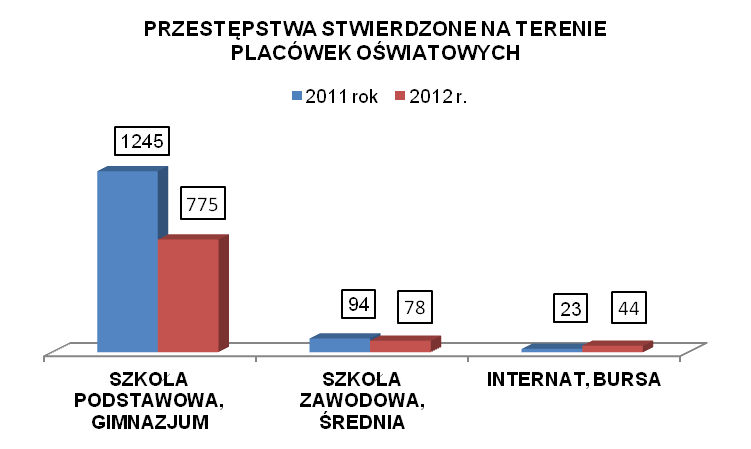 PRZESTĘPSTWA STWIERDZONE NA TERENIE
PLACÓWEK OŚWIATOWYCH
2011 rok 2012 r.
1245
775
94
78
23
44
SZKOŁA
PODSTAWOWA,
GIMNAZJUM
SZKOŁA
ZAWODOWA,
ŚREDNIA
INTERNAT, BURSA